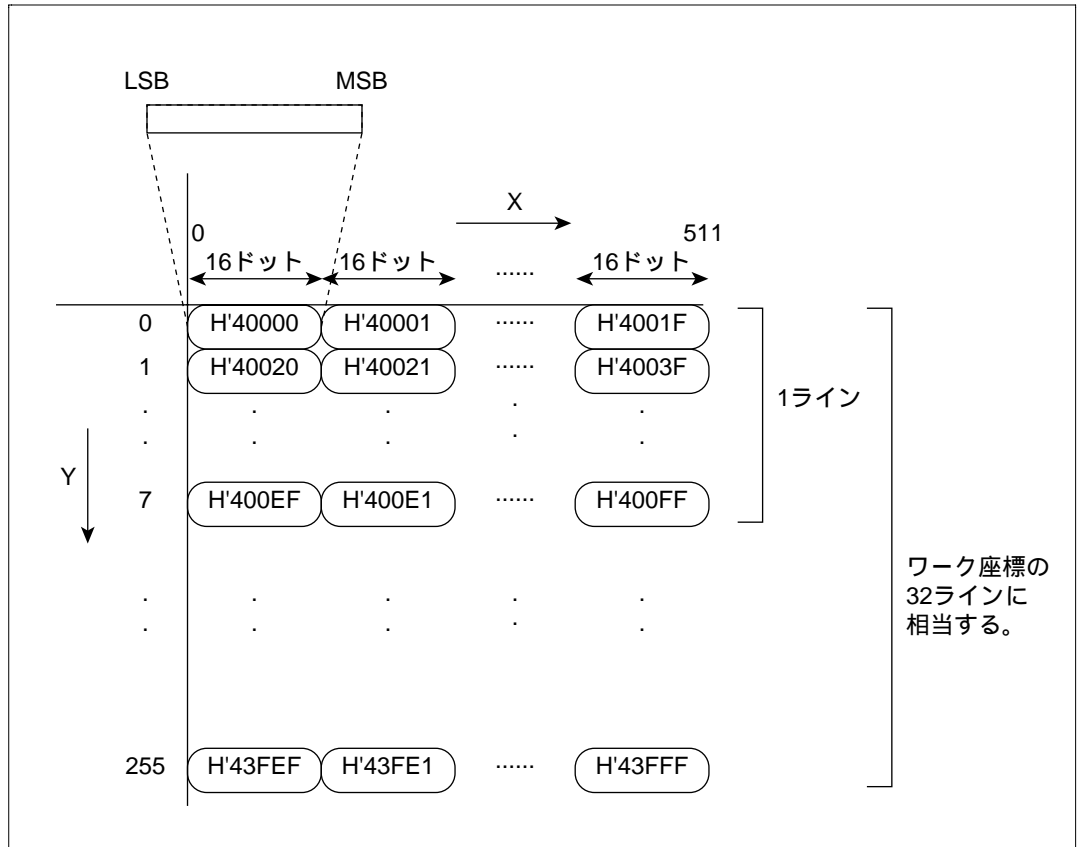 LSB MSB
X
0 511
16ドット 16ドット ...... 16ドット
0 H'40000 H'40001 ...... H'4001F
1 H'40020 H'40021 ...... H'4003F
1ライン
. . . . .
. . . . .
Y
7 H'400EF H'400E1 ...... H'400FF
ワーク座標の
32ラインに
相当する。
. . . . .
. . . . .
255 H'43FEF H'43FE1 ...... H'43FFF